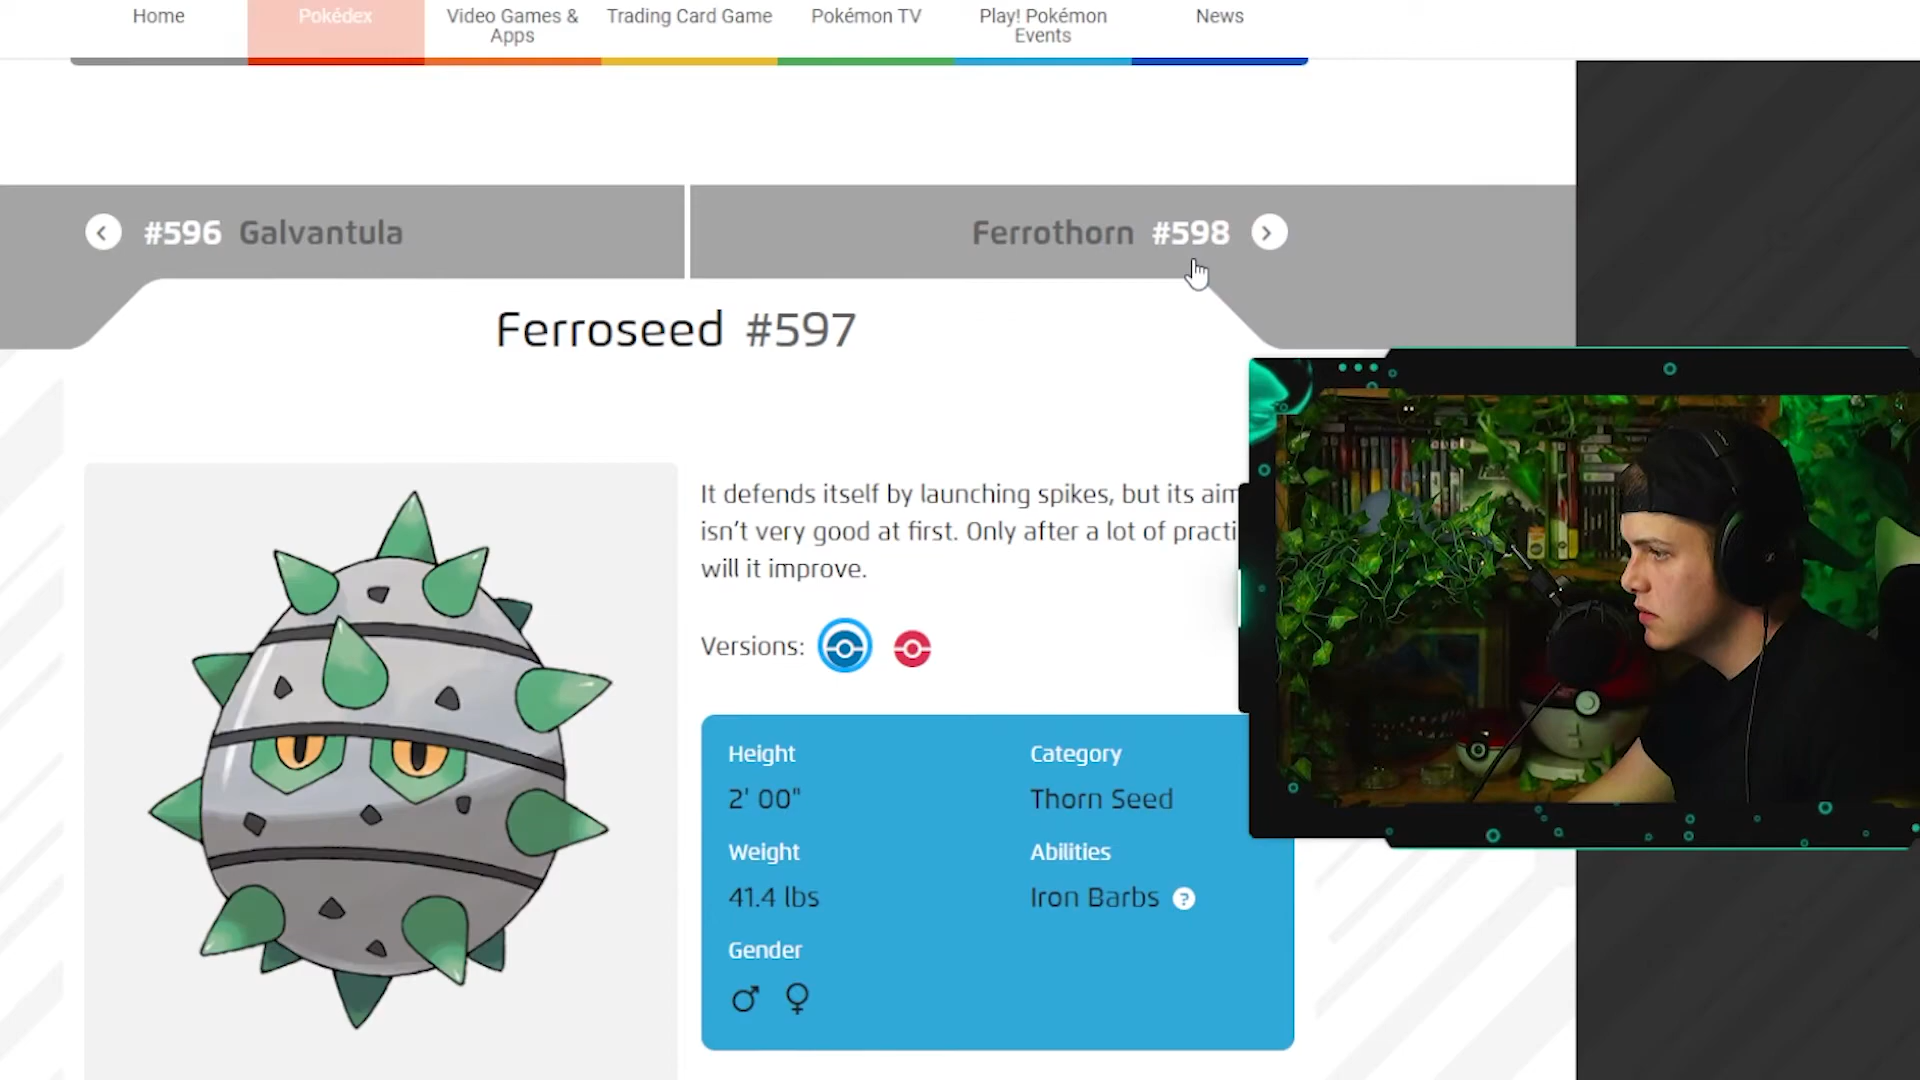 Home
Pokédex
Video Games &
Apps
Trading Card Game
Pokémon TV
Play! Pokémon
Events
News
#596 Galvantula
Ferrothorn #598
Ferroseed #597
It defends itself by launching spikes, but its aim
isn't very good at first. Only after a lot of practi
will it improve.
Versions:
Height
2' 00"
Weight
41.4 lbs
Gender
Category
Thorn Seed
Abilities
Iron Barbs ?